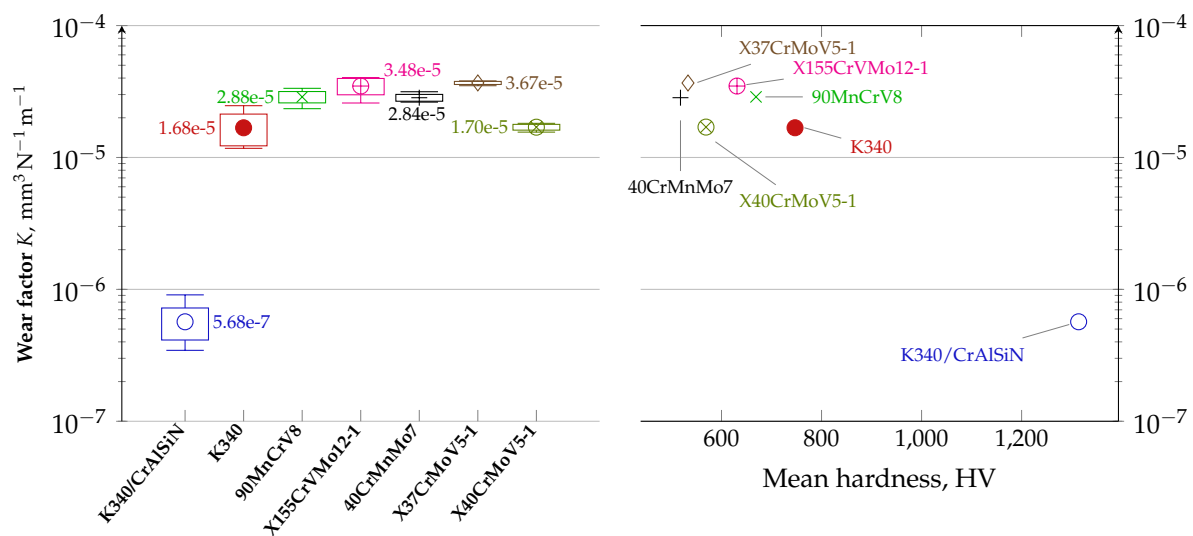 10⁻⁴
10⁻⁵
10⁻⁶
10⁻⁷
Wear factor K, mm³ N⁻¹ m⁻¹
5.68e-7
1.68e-5
2.88e-5
3.48e-5
2.84e-5
3.67e-5
1.70e-5
K340/CrAlSiN
K340
90MnCrV8
X155CrVMo12-1
40CrMnMo7
X37CrMoV5-1
X40CrMoV5-1
X37CrMoV5-1
X155CrVMo12-1
90MnCrV8
K340
40CrMnMo7
X40CrMoV5-1
K340/CrAlSiN
10⁻⁴
10⁻⁵
10⁻⁶
10⁻⁷
600 800 1,000 1,200
Mean hardness, HV